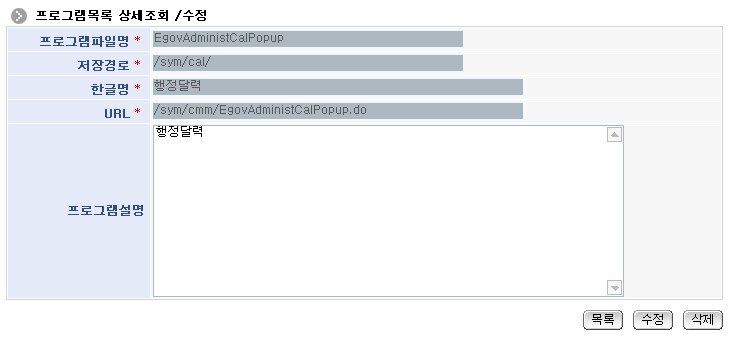 프로그램목록 상세조회 /수정
프로그램파일명 * EgovAdministCalPopup
저장경로 * /sym/cal/
한글명 * 행정달력
URL * /sym/cmm/EgovAdministCalPopup.do
프로그램설명 행정달력
목록 수정 삭제